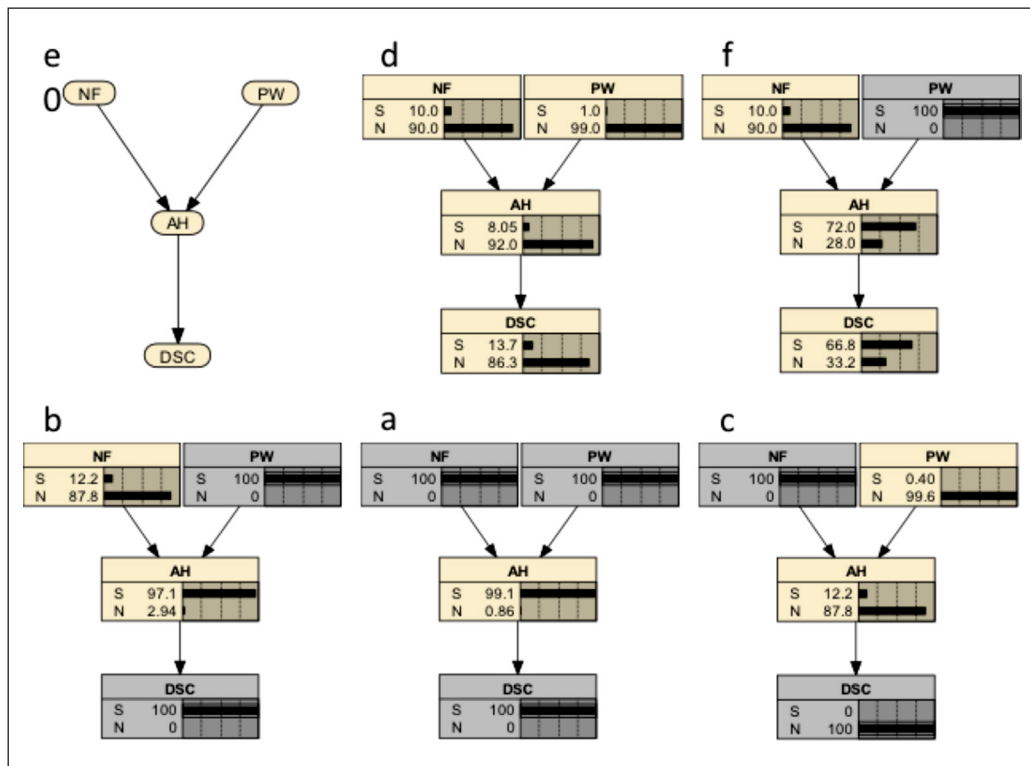 e
0
NF
PW
AH
DSC
d
NF
S 10.0
N 90.0
PW
S 1.0
N 99.0
AH
S 8.05
N 92.0
DSC
S 13.7
N 86.3
f
NF
S 10.0
N 90.0
PW
S 100
N 0
AH
S 72.0
N 28.0
DSC
S 66.8
N 33.2
b
NF
S 12.2
N 87.8
PW
S 100
N 0
AH
S 97.1
N 2.94
DSC
S 100
N 0
a
NF
S 100
N 0
PW
S 100
N 0
AH
S 99.1
N 0.86
DSC
S 100
N 0
c
NF
S 100
N 0
PW
S 0.40
N 99.6
AH
S 12.2
N 87.8
DSC
S 0
N 100